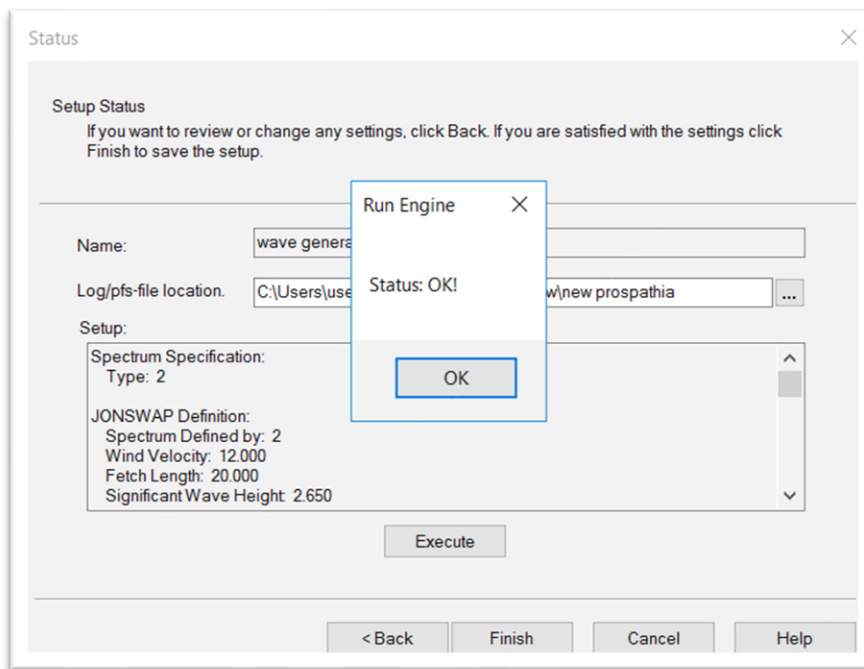 Status
Setup Status
If you want to review or change any settings, click Back. If you are satisfied with the settings click
Finish to save the setup.
Run Engine
Name:
wave genera
Status: OK!
Log/pfs-file location.
C:\Users\use
w\new prospathia
...
Setup:
OK
Spectrum Specification:
Type: 2
JONSWAP Definition:
Spectrum Defined by: 2
Wind Velocity: 12.000
Fetch Length: 20.000
Significant Wave Height: 2.650
Execute
< Back
Finish
Cancel
Help